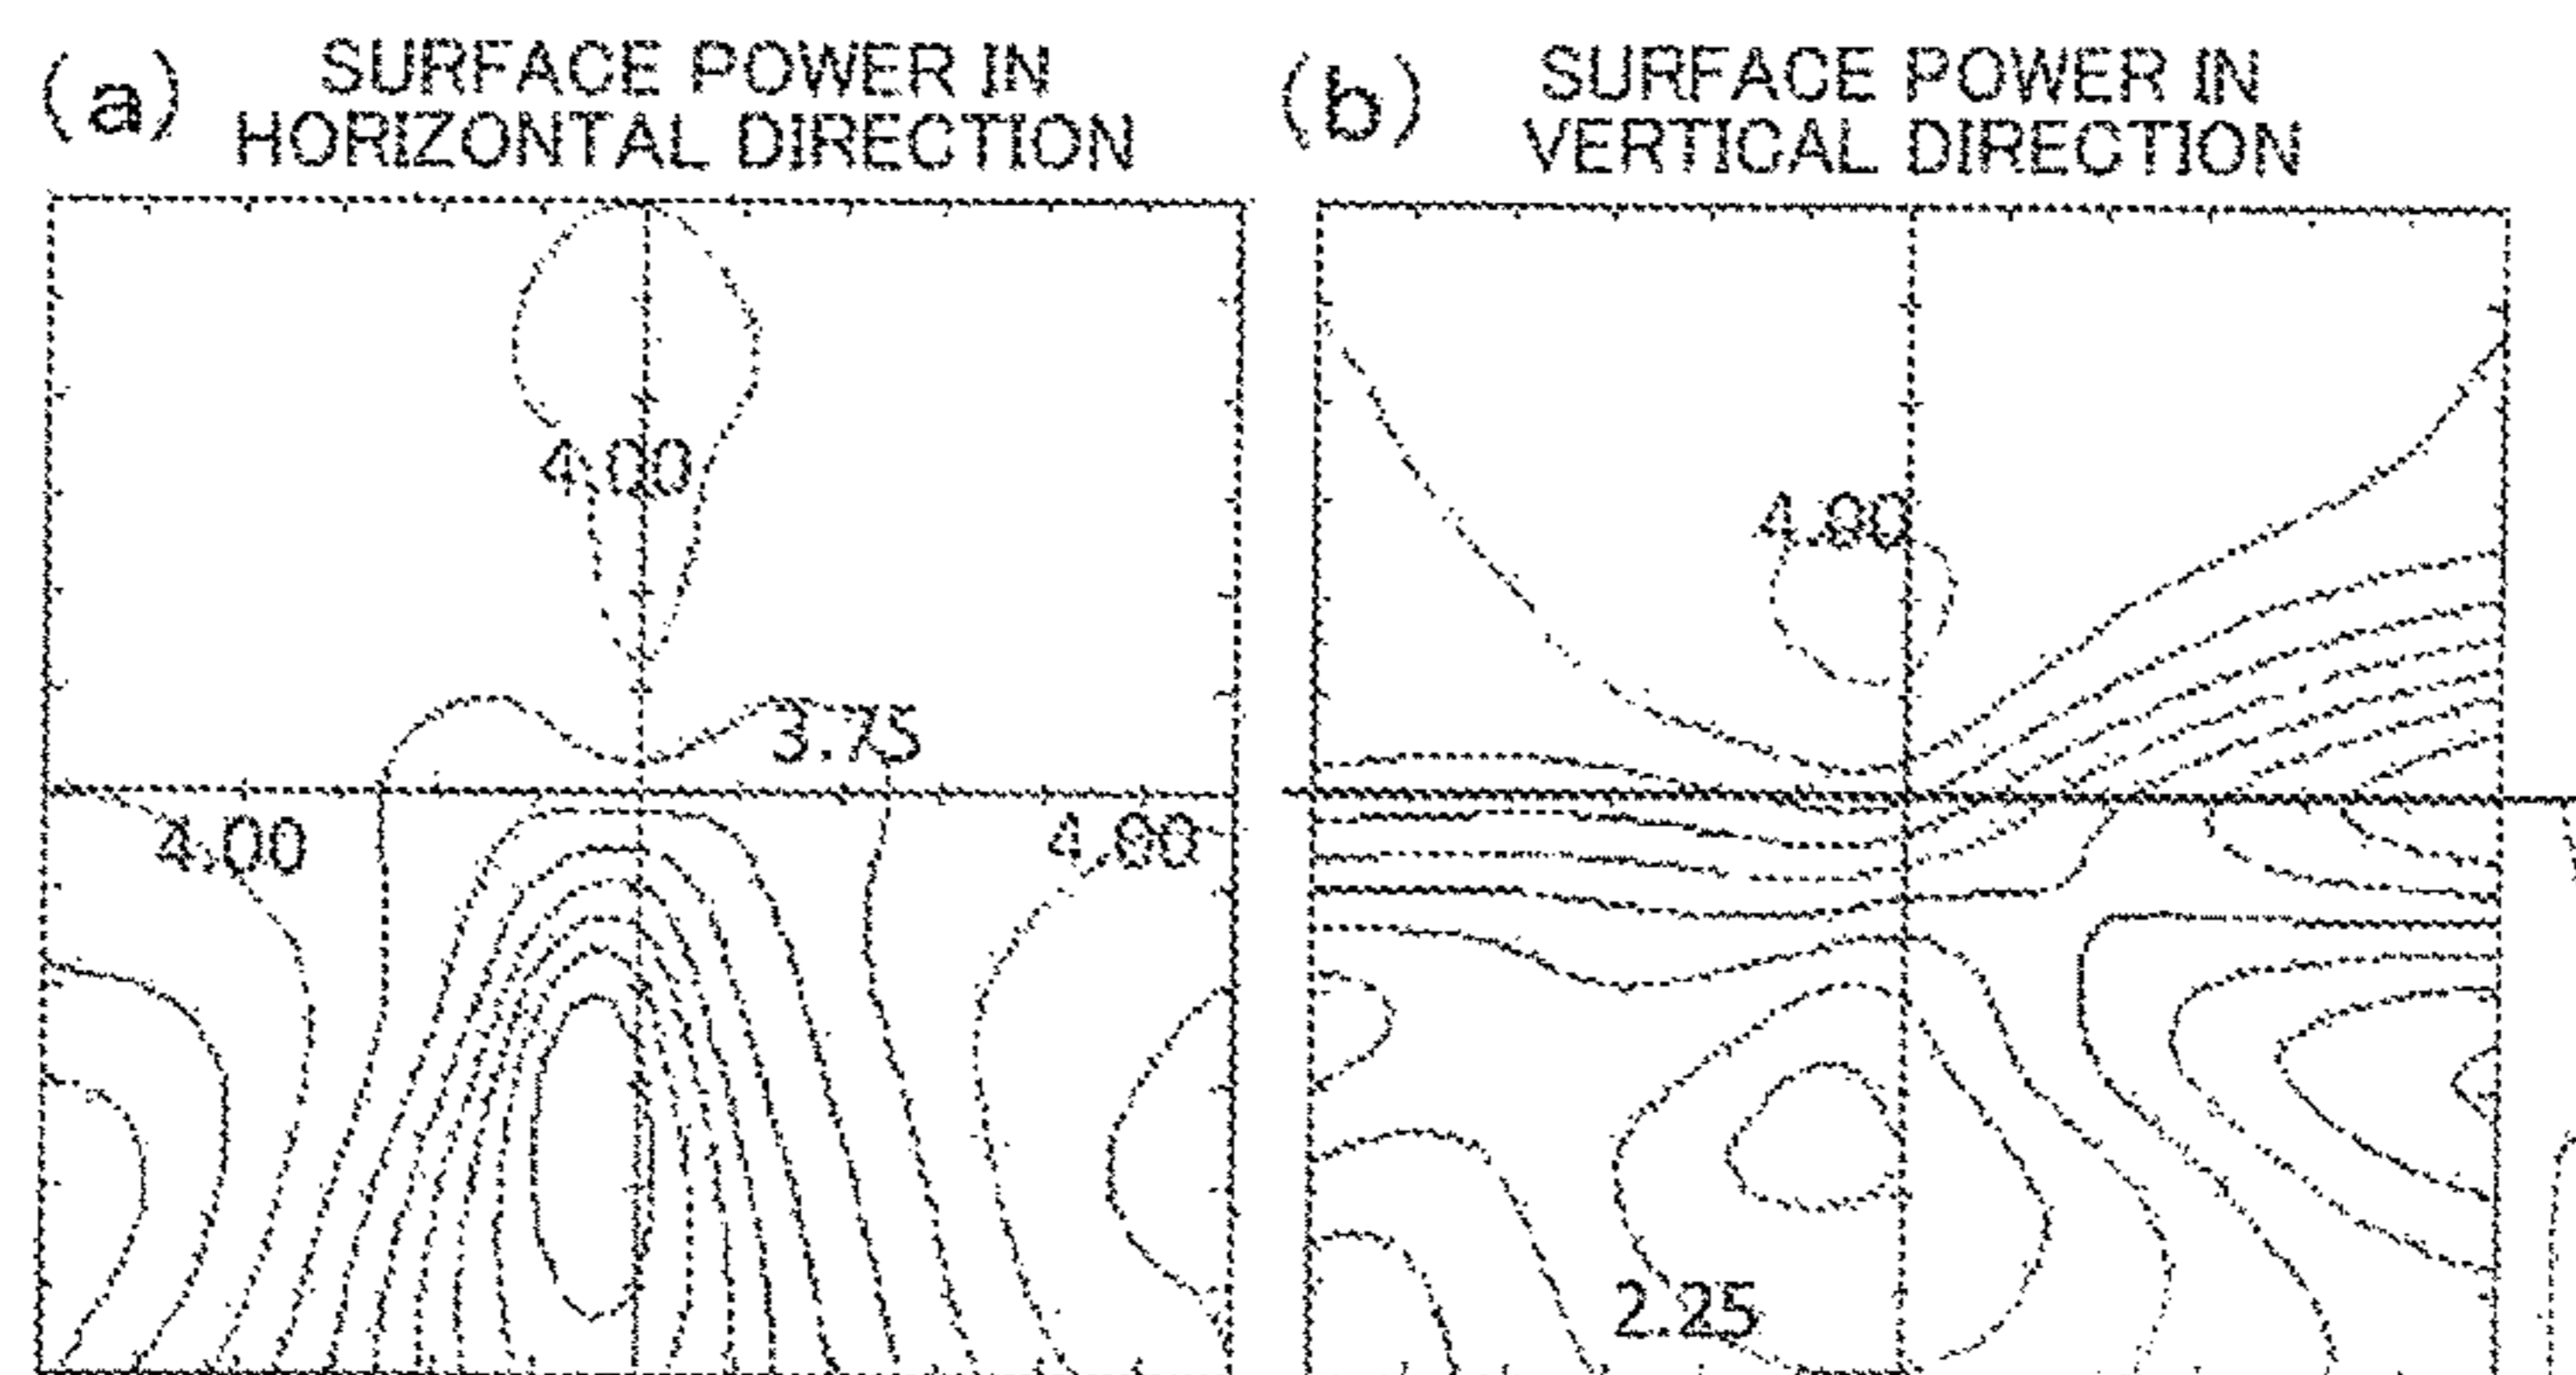 (a) SURFACE POWER IN
HORIZONTAL DIRECTION
(b) SURFACE POWER IN
VERTICAL DIRECTION
4.00
3.75
4.00
4.00
4.00
2.25